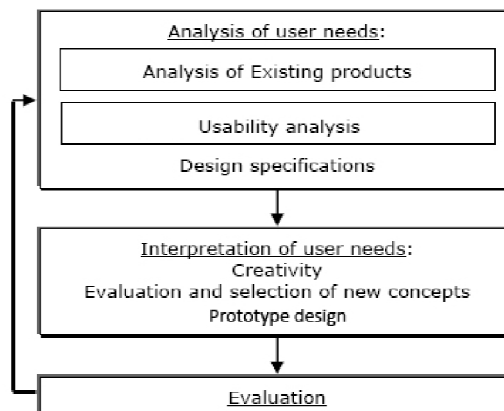 Analysis of user needs:
Analysis of Existing products
Usability analysis
Design specifications
Interpretation of user needs:
Creativity
Evaluation and selection of new concepts
Prototype design
Evaluation